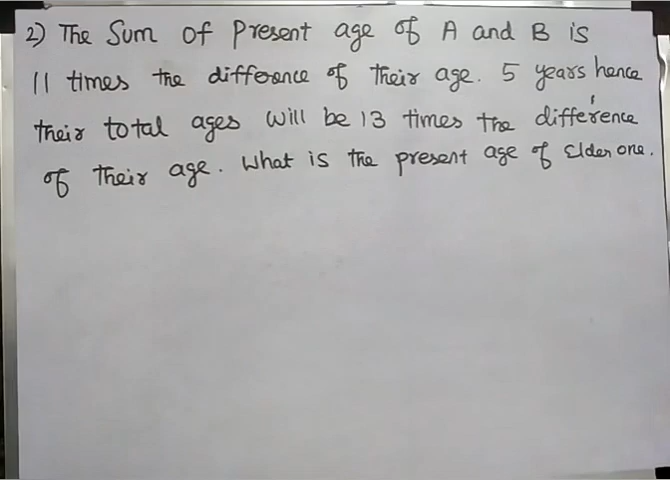 2) The Sum of Present age of A and B is
11 times the difference of their age. 5 years hence
their total ages will be 13 times the difference
of their age. What is the present age of Elder one.